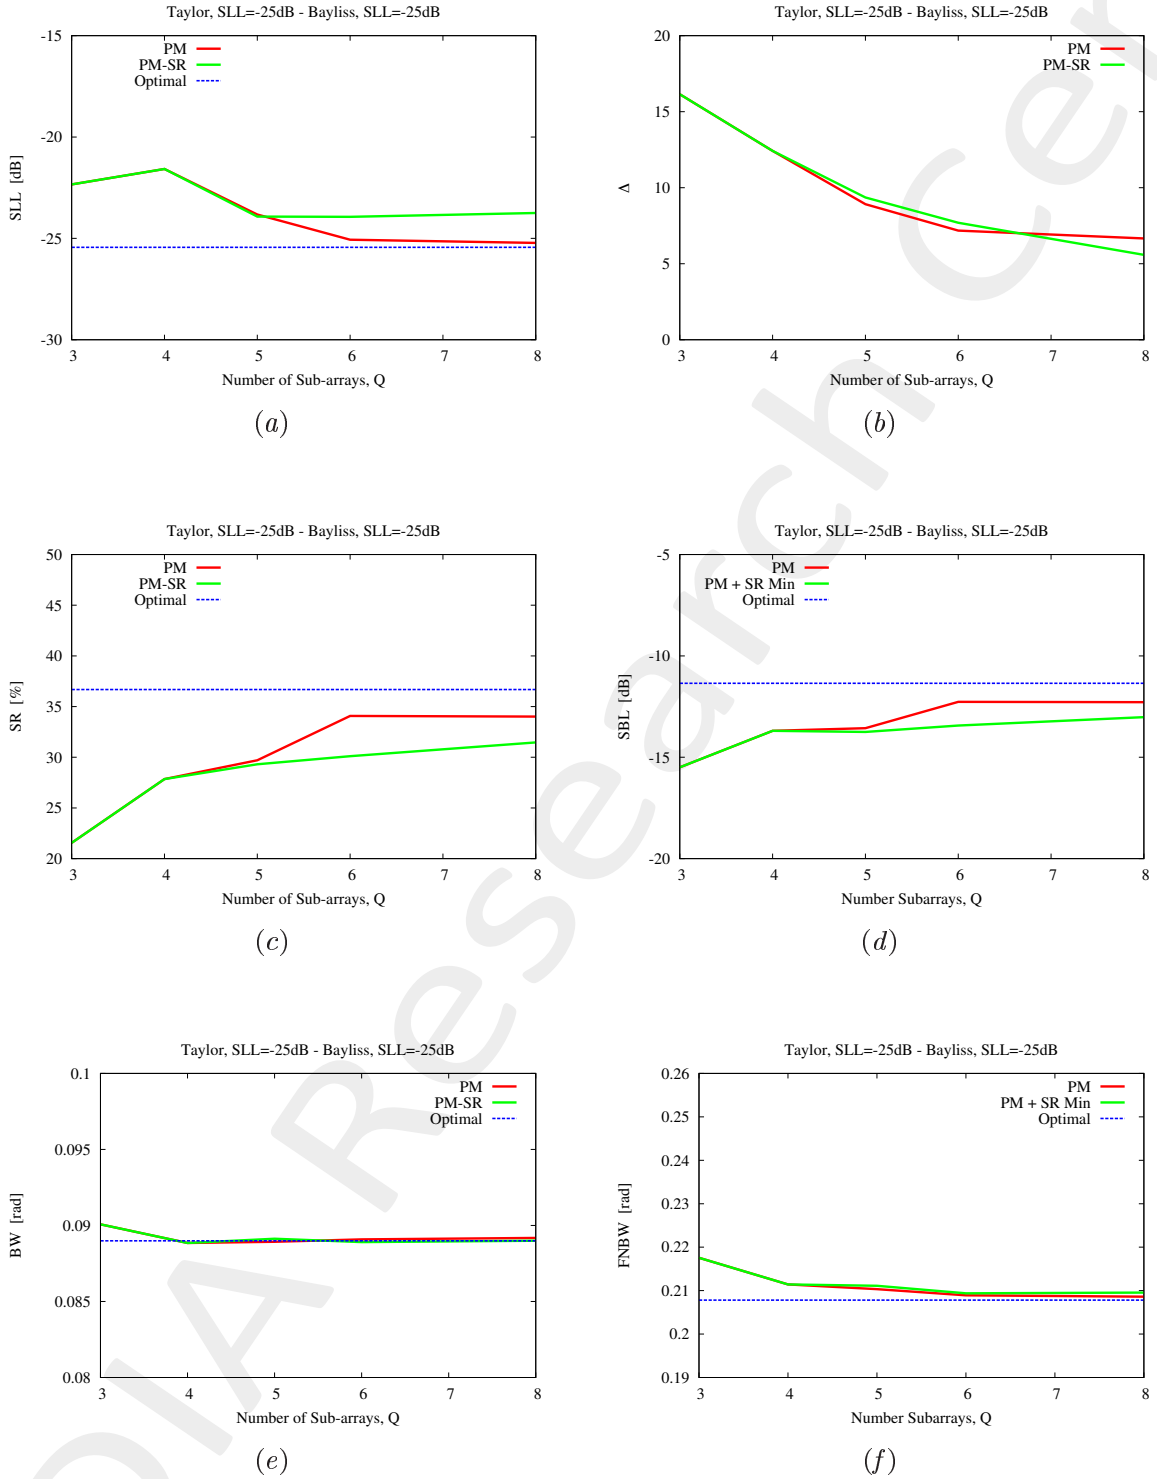 Taylor, SLL=-25dB - Bayliss, SLL=-25dB
-15
-20
-25
-30
SLL [dB]
PM
PM-SR
Optimal
3 4 5 6 7 8
Number of Sub-arrays, Q
(a)
Taylor, SLL=-25dB - Bayliss, SLL=-25dB
20
15
10
5
0
Δ
PM
PM-SR
3 4 5 6 7 8
Number of Sub-arrays, Q
(b)
Taylor, SLL=-25dB - Bayliss, SLL=-25dB
50
45
40
35
30
25
20
SR [%]
PM
PM-SR
Optimal
3 4 5 6 7 8
Number of Sub-arrays, Q
(c)
Taylor, SLL=-25dB - Bayliss, SLL=-25dB
-5
-10
-15
-20
SBL [dB]
PM
PM + SR Min
Optimal
3 4 5 6 7 8
Number Subarrays, Q
(d)
Taylor, SLL=-25dB - Bayliss, SLL=-25dB
0.1
0.095
0.09
0.085
0.08
BW [rad]
PM
PM-SR
Optimal
3 4 5 6 7 8
Number of Sub-arrays, Q
(e)
Taylor, SLL=-25dB - Bayliss, SLL=-25dB
0.26
0.25
0.24
0.23
0.22
0.21
0.2
0.19
FNBW [rad]
PM
PM + SR Min
Optimal
3 4 5 6 7 8
Number Subarrays, Q
(f)
DIA Research Cen